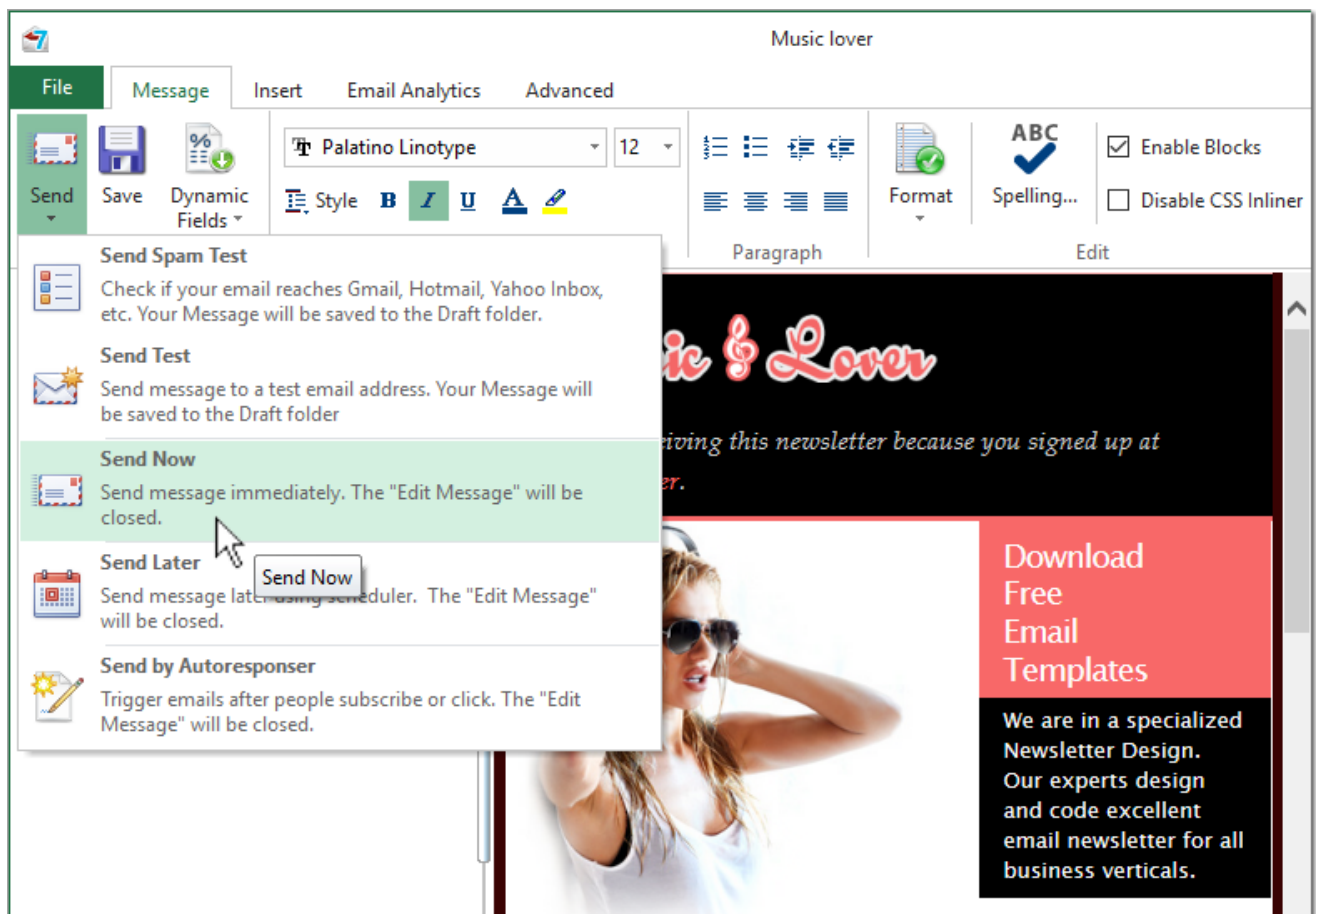 Music lover
File Message Insert Email Analytics Advanced
Palatino Linotype 12
ABC
Enable Blocks
Send Save Dynamic Fields
Style B I U A
Format Spelling...
Disable CSS Inliner
Paragraph Edit
Send Spam Test
Check if your email reaches Gmail, Hotmail, Yahoo Inbox,
etc. Your Message will be saved to the Draft folder.
Send Test
Send message to a test email address. Your Message will
be saved to the Draft folder
Send Now
Send message immediately. The "Edit Message" will be
closed.
Send Now
Send Later
Send message later using scheduler. The "Edit Message"
will be closed.
Send by Autoresponser
Trigger emails after people subscribe or click. The "Edit
Message" will be closed.
ic Lover
eiving this newsletter because you signed up at
er.
Download
Free
Email
Templates
We are in a specialized
Newsletter Design.
Our experts design
and code excellent
email newsletter for all
business verticals.